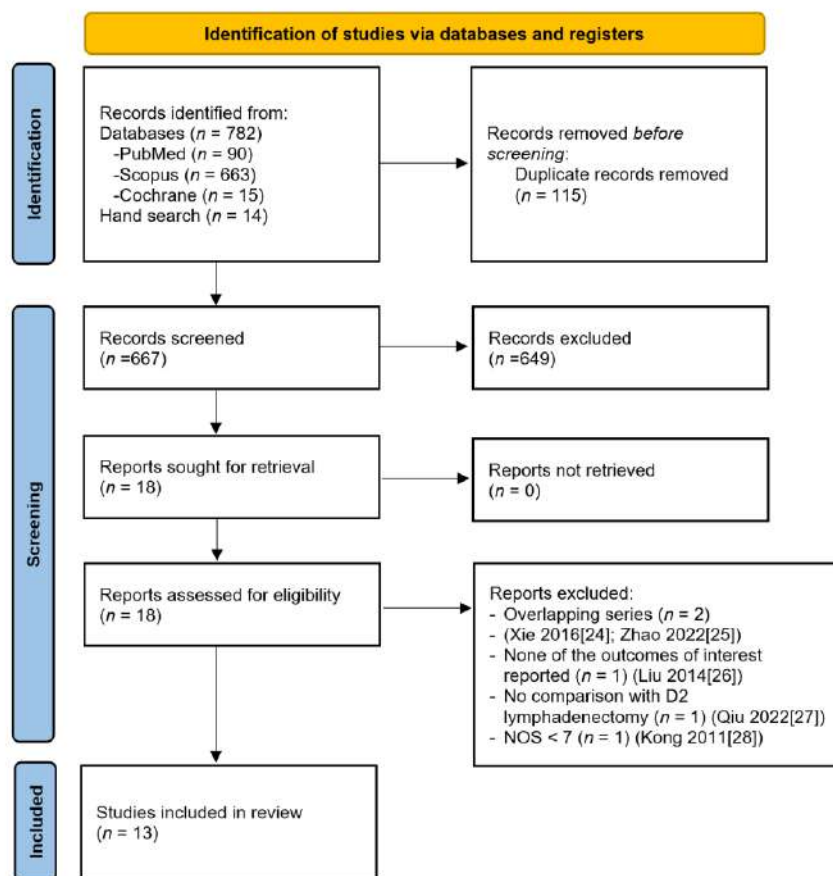 Identification of studies via databases and registers
Identification
Records identified from:
Databases (n = 782)
-PubMed (n = 90)
-Scopus (n = 663)
-Cochrane (n = 15)
Hand search (n = 14)
Records removed before
screening:
Duplicate records removed
(n = 115)
Screening
Records screened
(n =667)
Records excluded
(n =649)
Reports sought for retrieval
(n = 18)
Reports not retrieved
(n = 0)
Reports assessed for eligibility
(n = 18)
Reports excluded:
- Overlapping series (n = 2)
- (Xie 2016[24]; Zhao 2022[25])
- None of the outcomes of interest
reported (n = 1) (Liu 2014[26])
- No comparison with D2
lymphadenectomy (n = 1) (Qiu 2022[27])
- NOS < 7 (n = 1) (Kong 2011[28])
Included
Studies included in review
(n = 13)